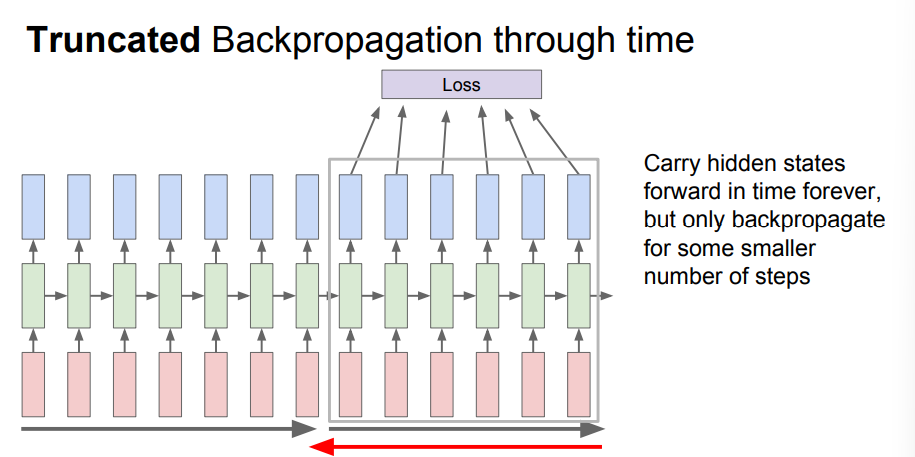 Truncated Backpropagation through time
Loss
Carry hidden states
forward in time forever,
but only backpropagate
for some smaller
number of steps